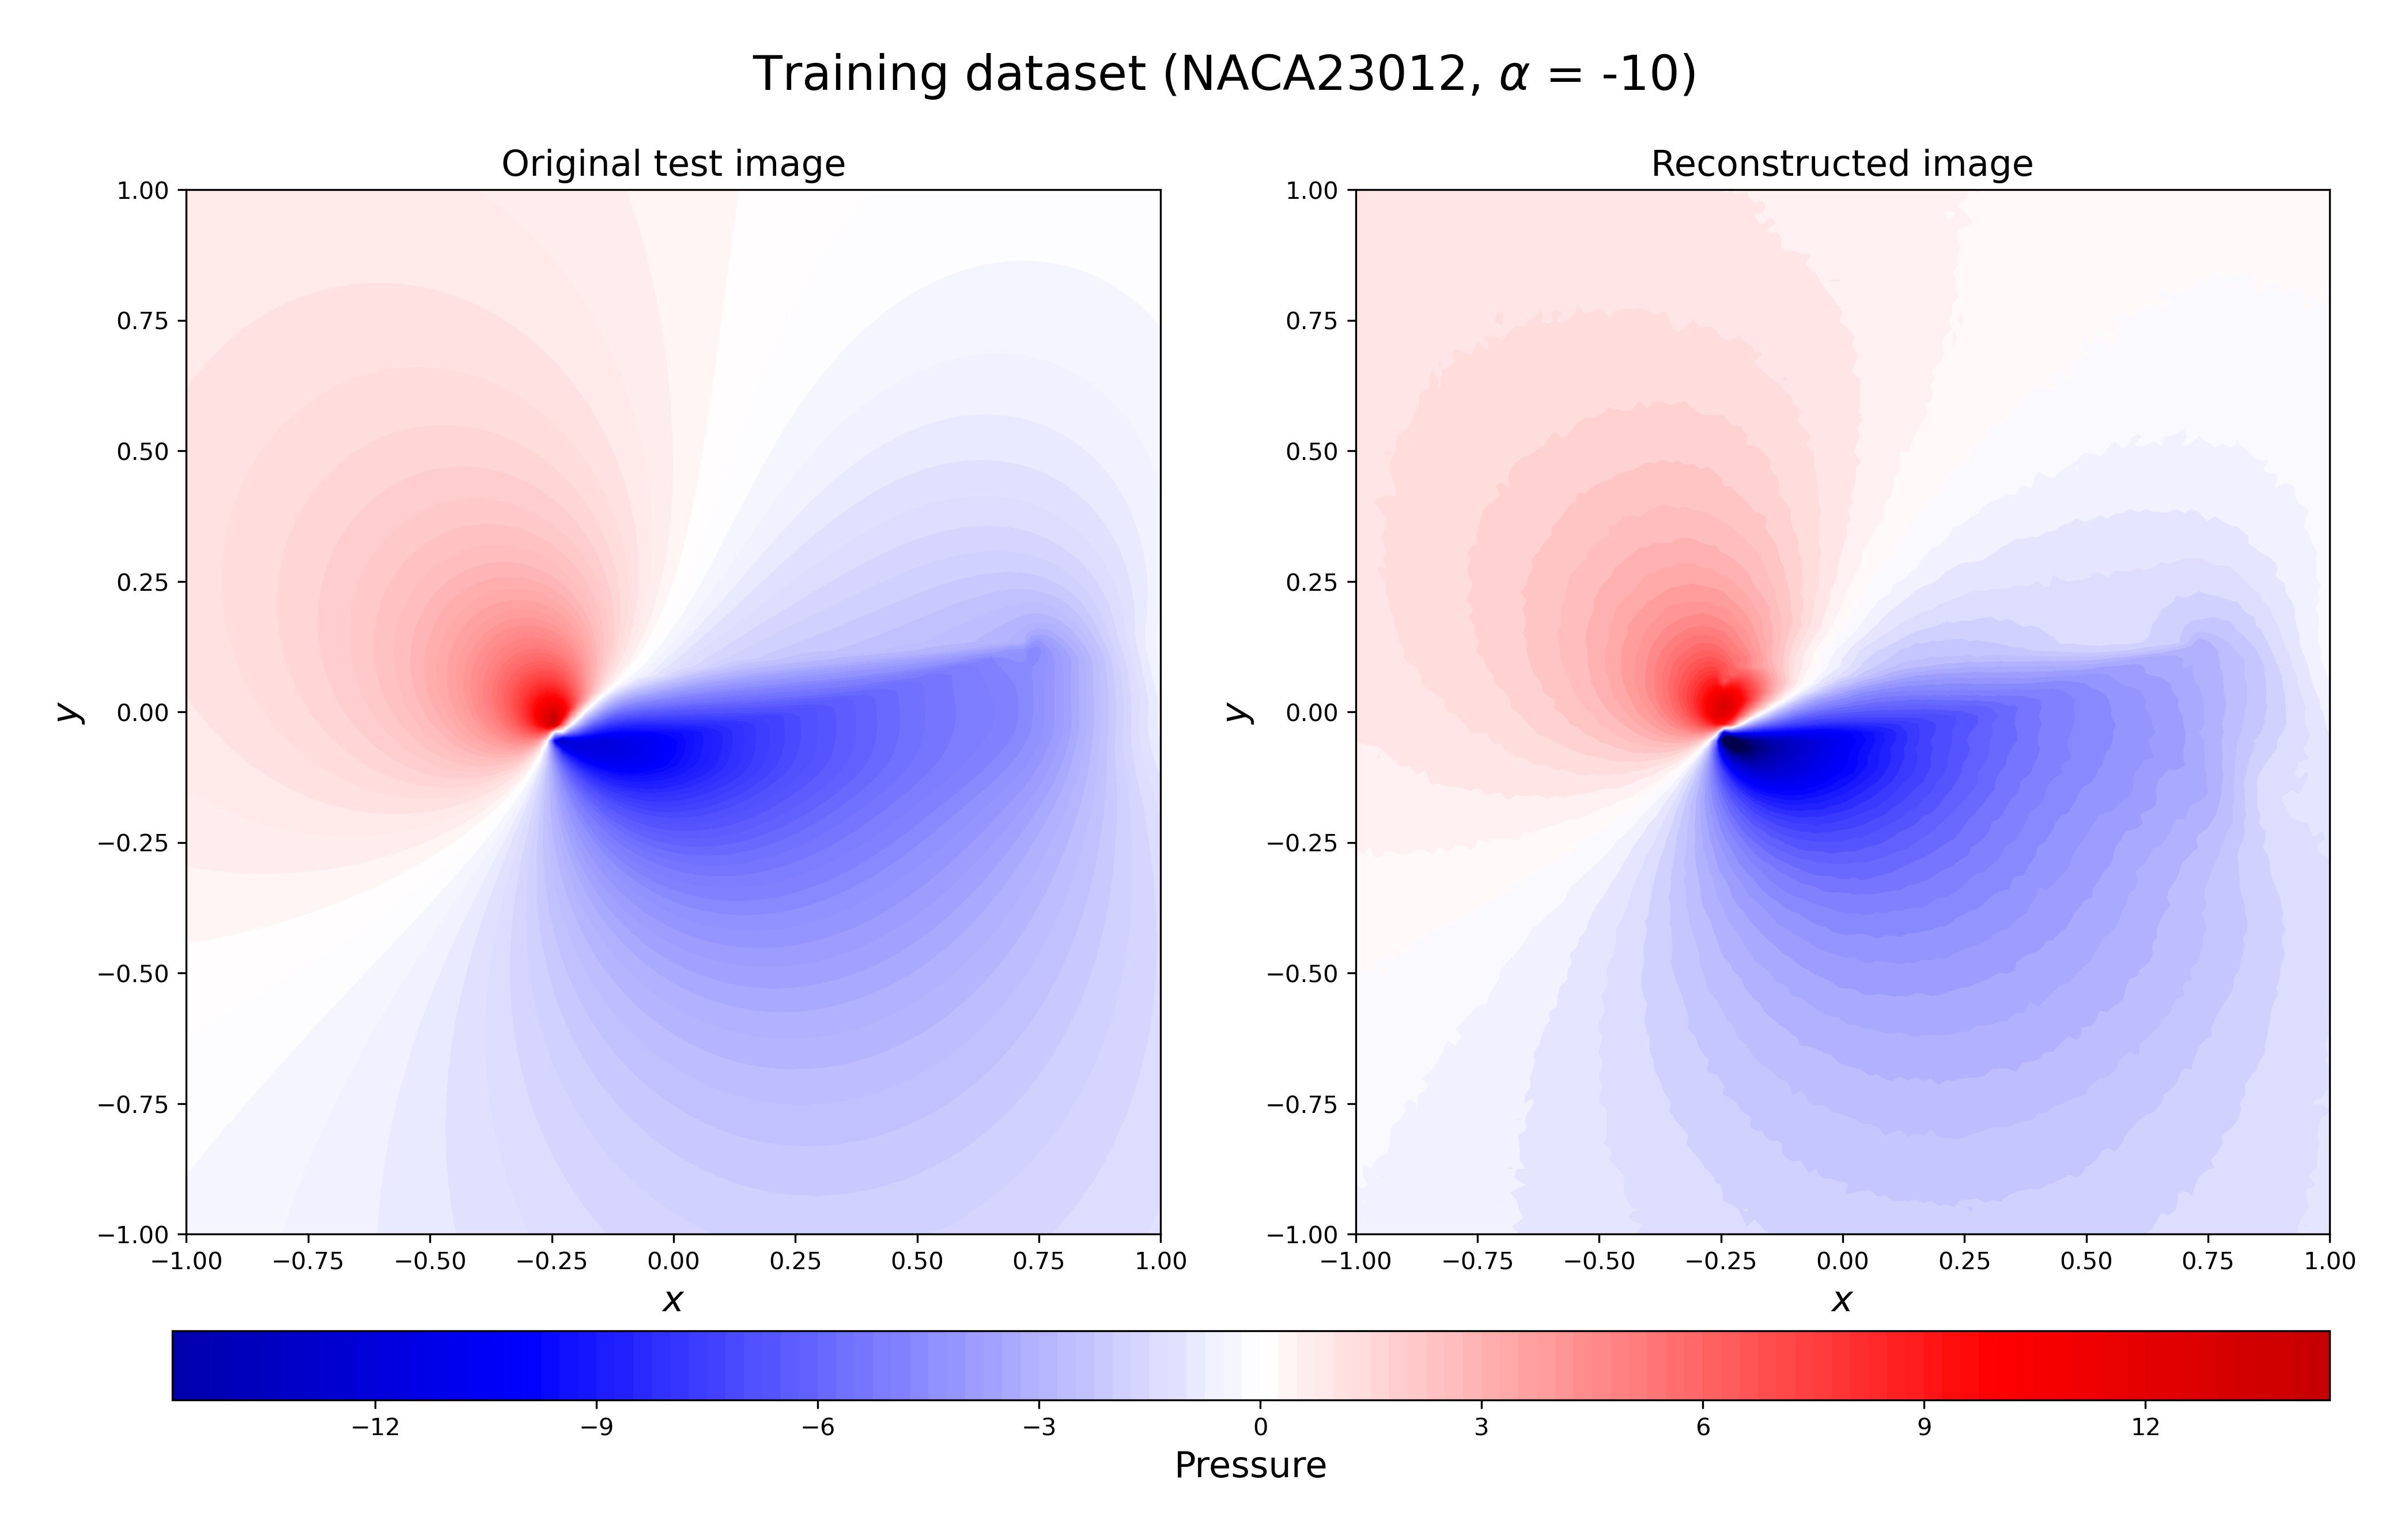 Training dataset (NACA23012, α = -10)
Original test image
Reconstructed image
1.00
0.75
0.50
0.25
0.00
−0.25
−0.50
−0.75
−1.00
y
−1.00 −0.75 −0.50 −0.25 0.00 0.25 0.50 0.75 1.00
x
1.00
0.75
0.50
0.25
0.00
−0.25
−0.50
−0.75
−1.00
y
−1.00 −0.75 −0.50 −0.25 0.00 0.25 0.50 0.75 1.00
x
−12 −9 −6 −3 0 3 6 9 12
Pressure